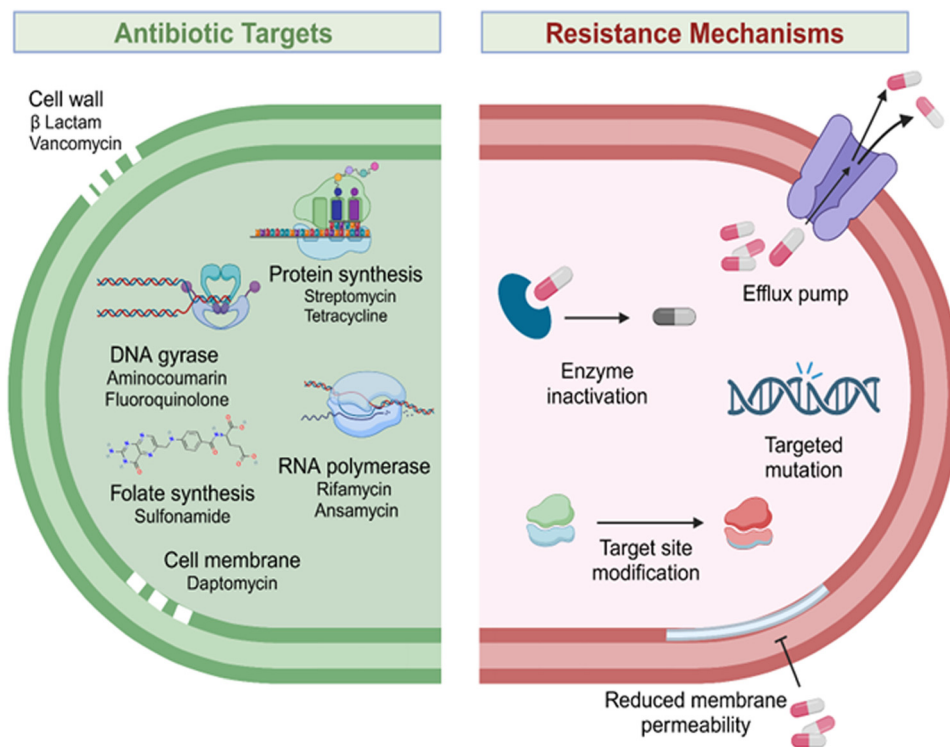 Antibiotic Targets
Cell wall
β Lactam
Vancomycin
Protein synthesis
Streptomycin
Tetracycline
DNA gyrase
Aminocoumarin
Fluoroquinolone
RNA polymerase
Rifamycin
Ansamycin
Folate synthesis
Sulfonamide
Cell membrane
Daptomycin
Resistance Mechanisms
Efflux pump
Enzyme
inactivation
Targeted
mutation
Target site
modification
Reduced membrane
permeability